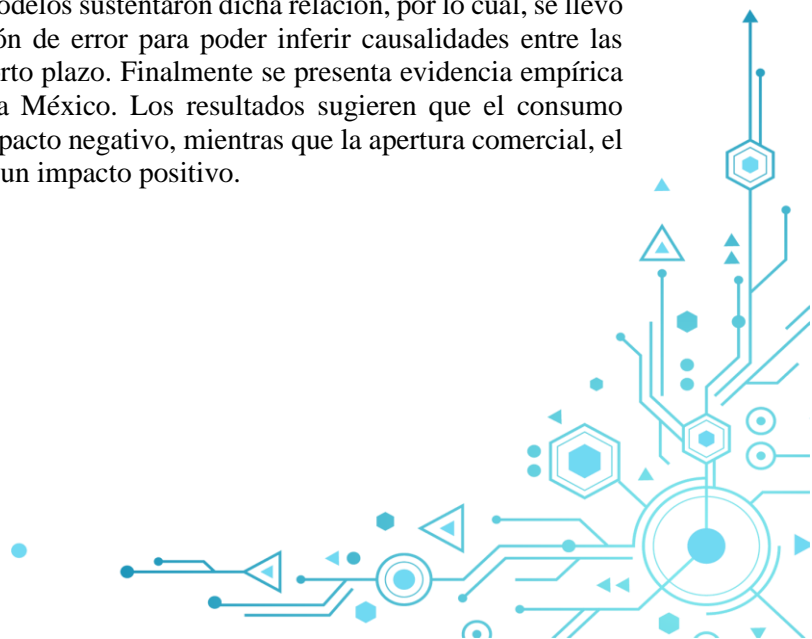 odelos sustentaron dicha relación, por lo cual, se llevó
ón de error para poder inferir causalidades entre las
rto plazo. Finalmente se presenta evidencia empírica
a México. Los resultados sugieren que el consumo
pacto negativo, mientras que la apertura comercial, el
un impacto positivo.